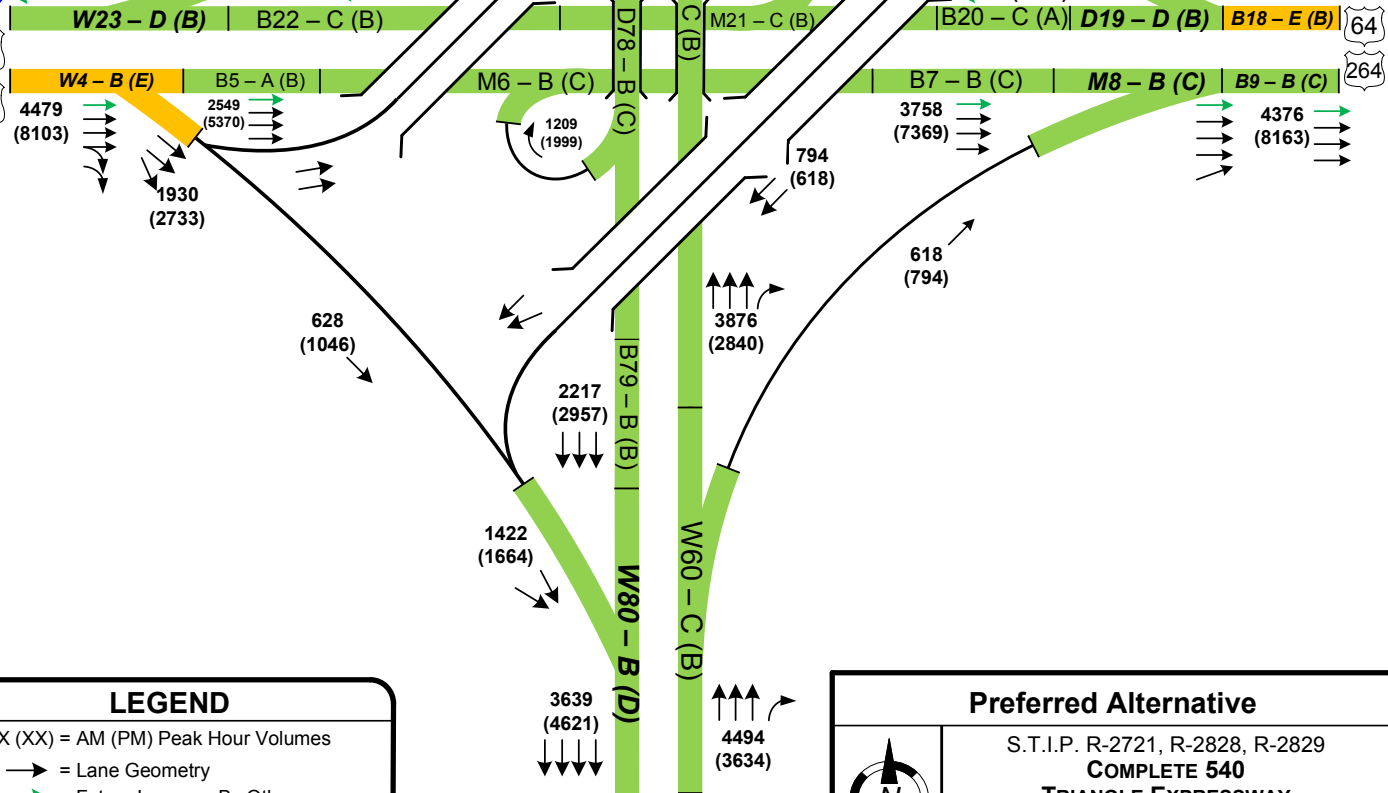 W23 – D (B)
B22 – C (B)
D78 – B (C)
C (B)
M21 – C (B)
B20 – C (A)
D19 – D (B)
B18 – E (B)
64
W4 – B (E)
B5 – A (B)
M6 – B (C)
B7 – B (C)
M8 – B (C)
B9 – B (C)
264
4479
(8103)
2549
(5370)
1209
(1999)
3758
(7369)
4376
(8163)
1930
(2733)
794
(618)
618
(794)
628
(1046)
3876
(2840)
B79 – B (B)
2217
(2957)
1422
(1664)
W80 – B (D)
W60 – C (B)
3639
(4621)
4494
(3634)
LEGEND
X (XX) = AM (PM) Peak Hour Volumes
= Lane Geometry
Preferred Alternative
S.T.I.P. R-2721, R-2828, R-2829
COMPLETE 540
TRIANGLE EXPRESSWAY
N